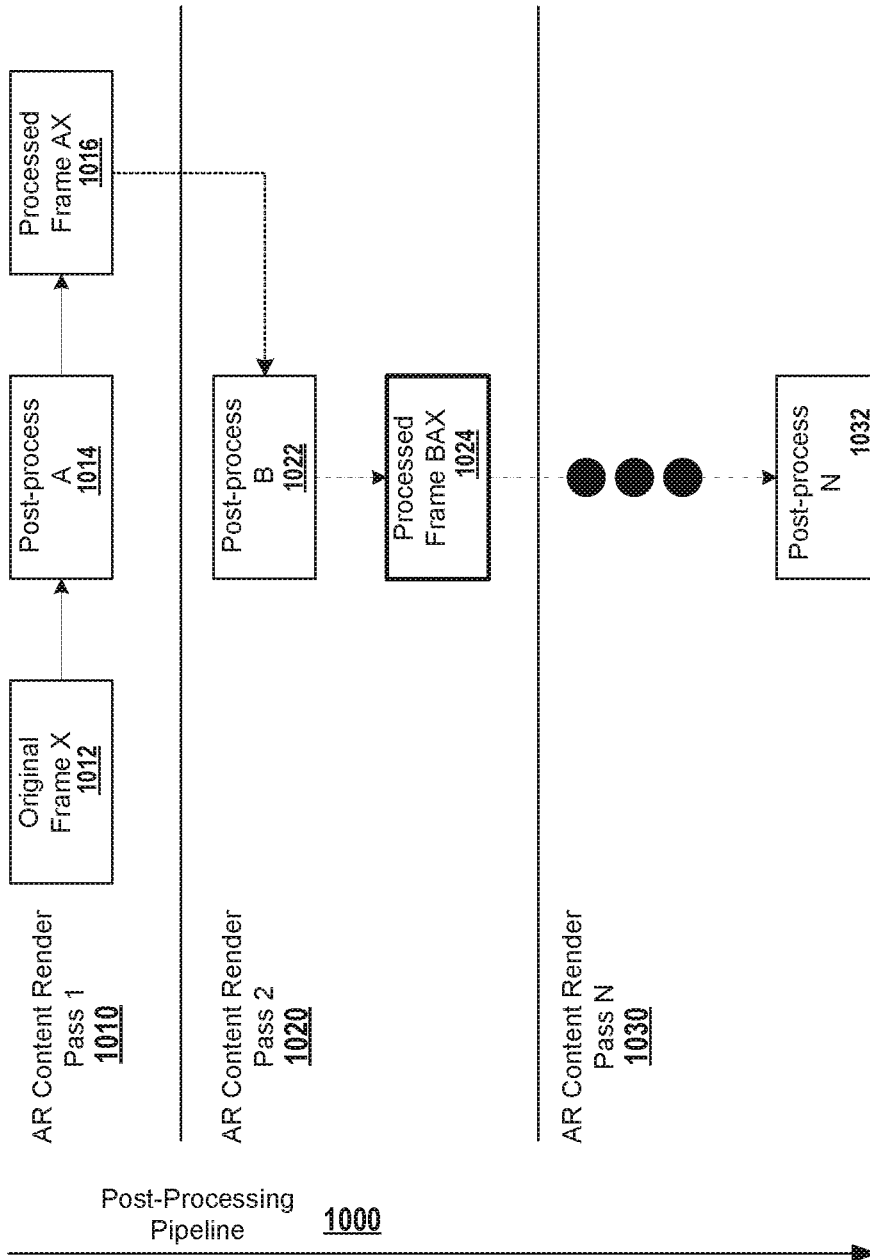 AR Content Render
Pass 1
1010
Original
Frame X
1012
Post-process
A
1014
Processed
Frame AX
1016
AR Content Render
Pass 2
1020
Post-process
B
1022
Processed
Frame BAX
1024
AR Content Render
Pass N
1030
Post-process
N
1032
Post-Processing
Pipeline
1000